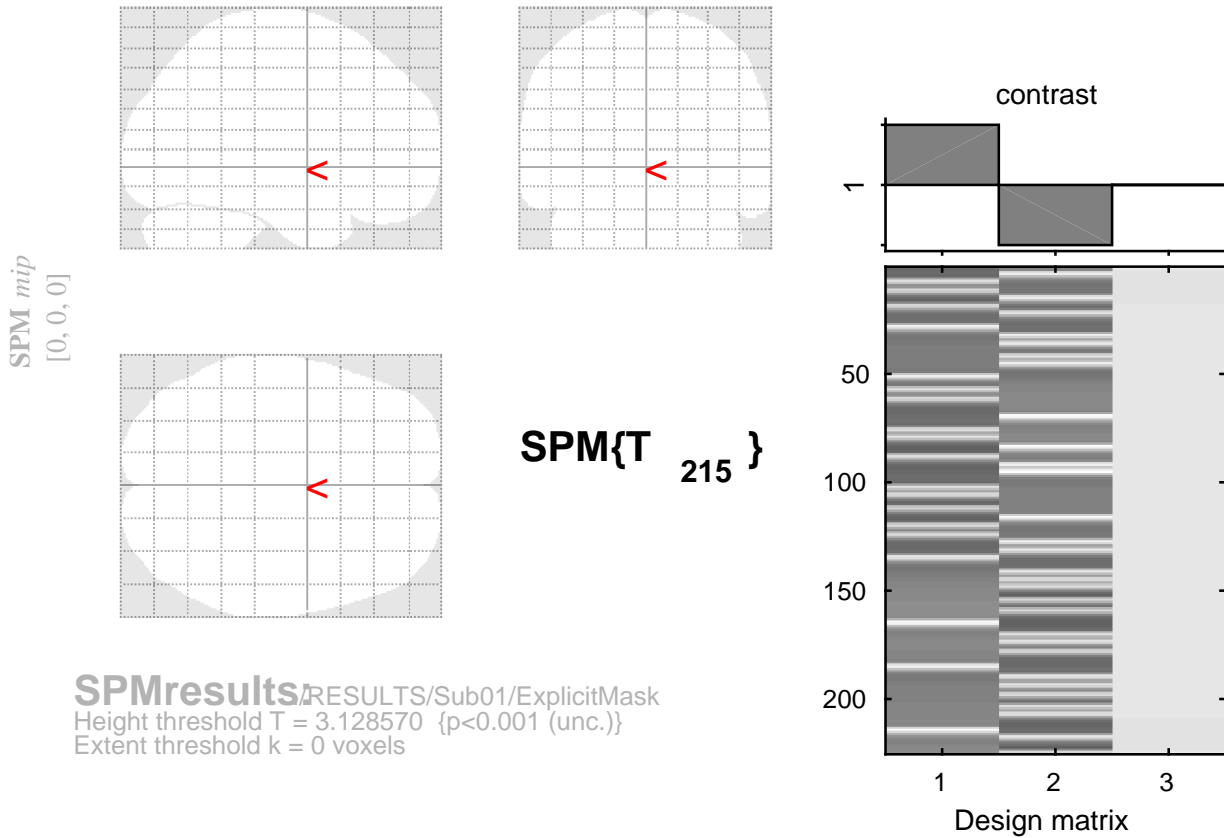 contrast
1
SPM mip
[0, 0, 0]
<
<
<
SPM{T 215 }
50
100
150
200
1 2 3
Design matrix
SPMresults: ./RESULTS/Sub01/ExplicitMask
Height threshold T = 3.128570 {p<0.001 (unc.)}
Extent threshold k = 0 voxels